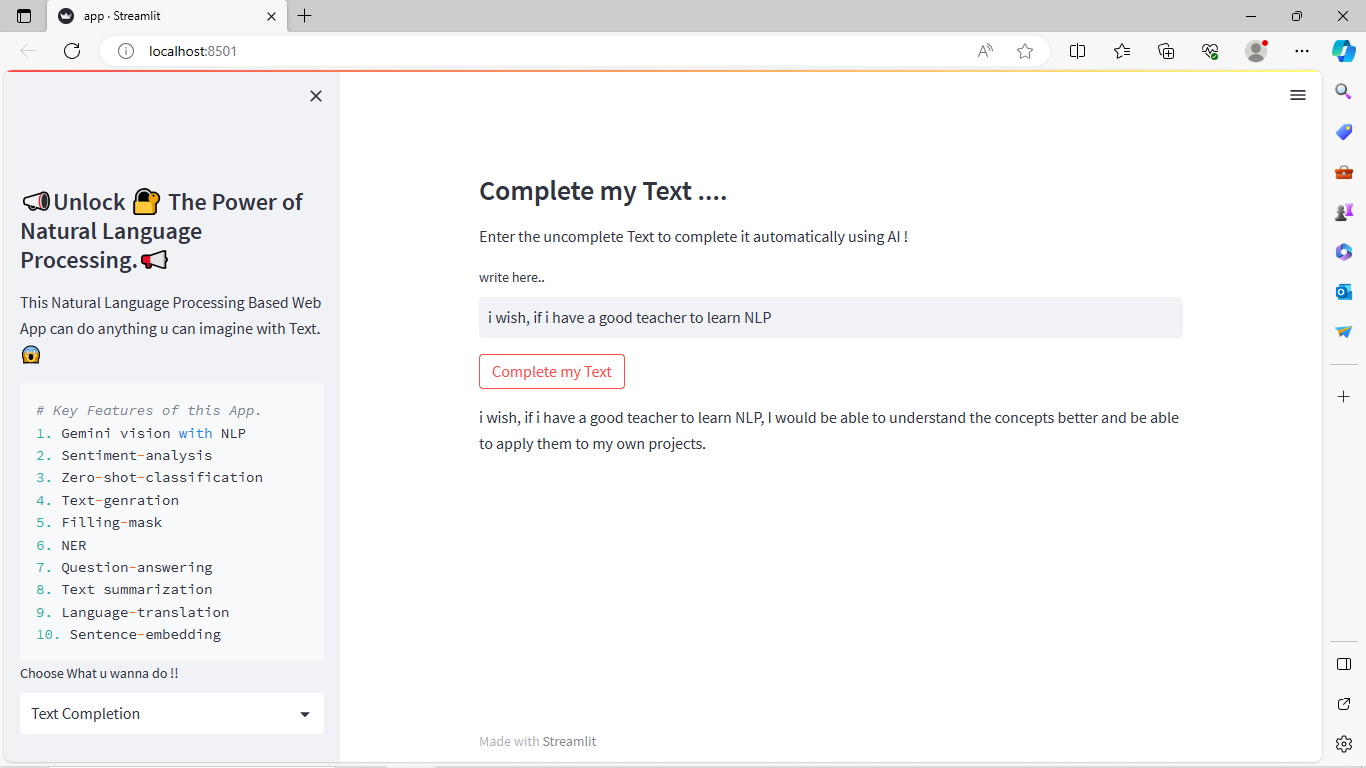 app · Streamlit
localhost:8501
📢Unlock 🔐 The Power of
Natural Language
Processing.📢
This Natural Language Processing Based Web
App can do anything u can imagine with Text.
😱
# Key Features of this App.
1. Gemini vision with NLP
2. Sentiment-analysis
3. Zero-shot-classification
4. Text-genration
5. Filling-mask
6. NER
7. Question-answering
8. Text summarization
9. Language-translation
10. Sentence-embedding
Choose What u wanna do !!
Text Completion
Complete my Text ....
Enter the uncomplete Text to complete it automatically using AI !
write here..
i wish, if i have a good teacher to learn NLP
Complete my Text
i wish, if i have a good teacher to learn NLP, I would be able to understand the concepts better and be able
to apply them to my own projects.
Made with Streamlit